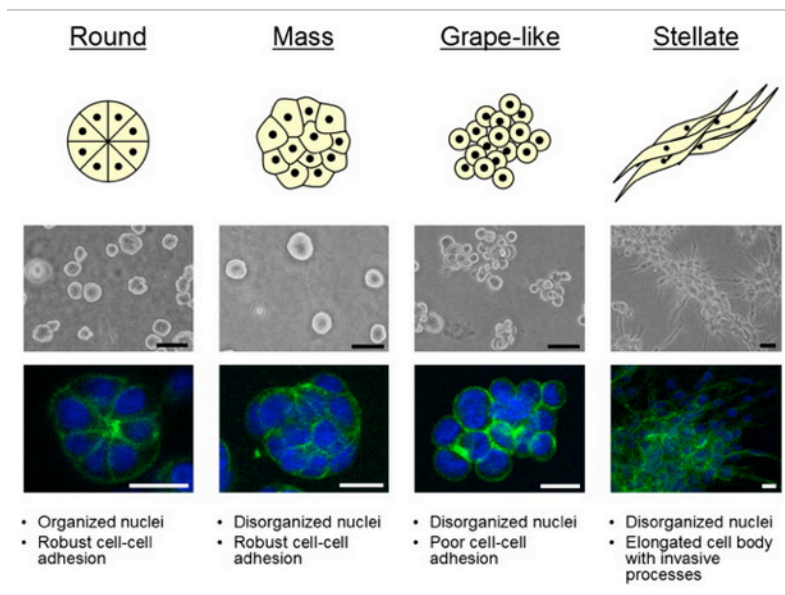 Round
Mass
Grape-like
Stellate
• Organized nuclei
• Robust cell-cell
adhesion
• Disorganized nuclei
• Robust cell-cell
adhesion
• Disorganized nuclei
• Poor cell-cell
adhesion
• Disorganized nuclei
• Elongated cell body
with invasive
processes